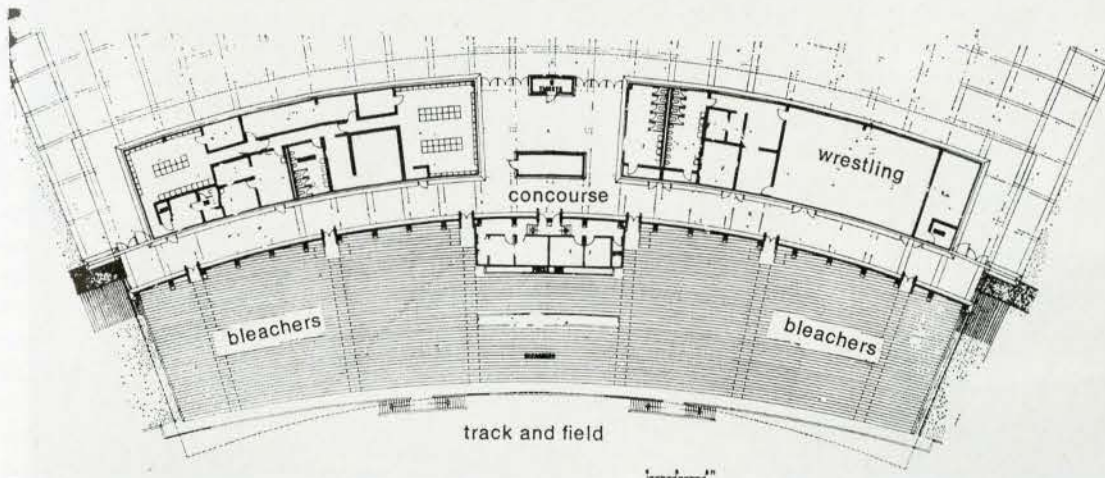 wrestling
concourse
bleachers
bleachers
track and field